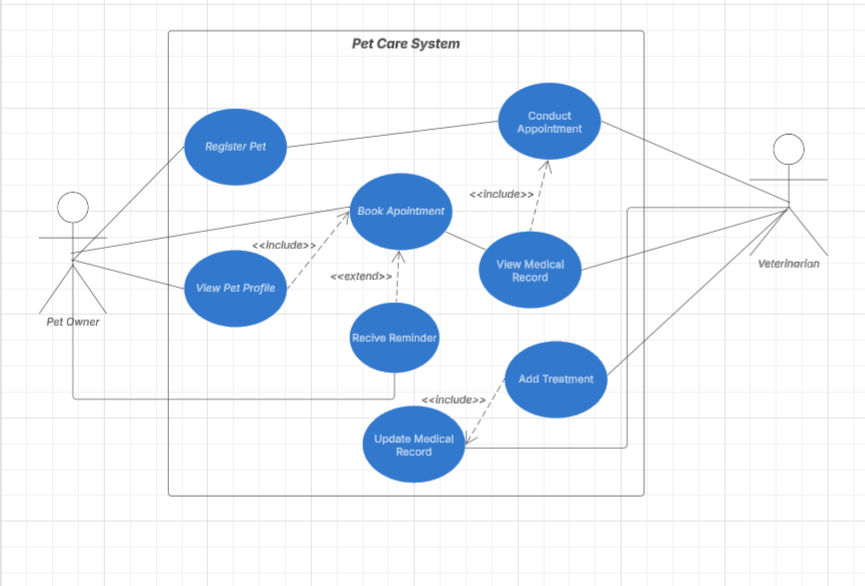 Pet Care System
Conduct
Appointment
Register Pet
<<include>>
Book Apointment
<<include>>
View Medical
Record
Veterinarian
<<extend>>
View Pet Profile
Pet Owner
Recive Reminder
Add Treatment
<<include>>
Update Medical
Record